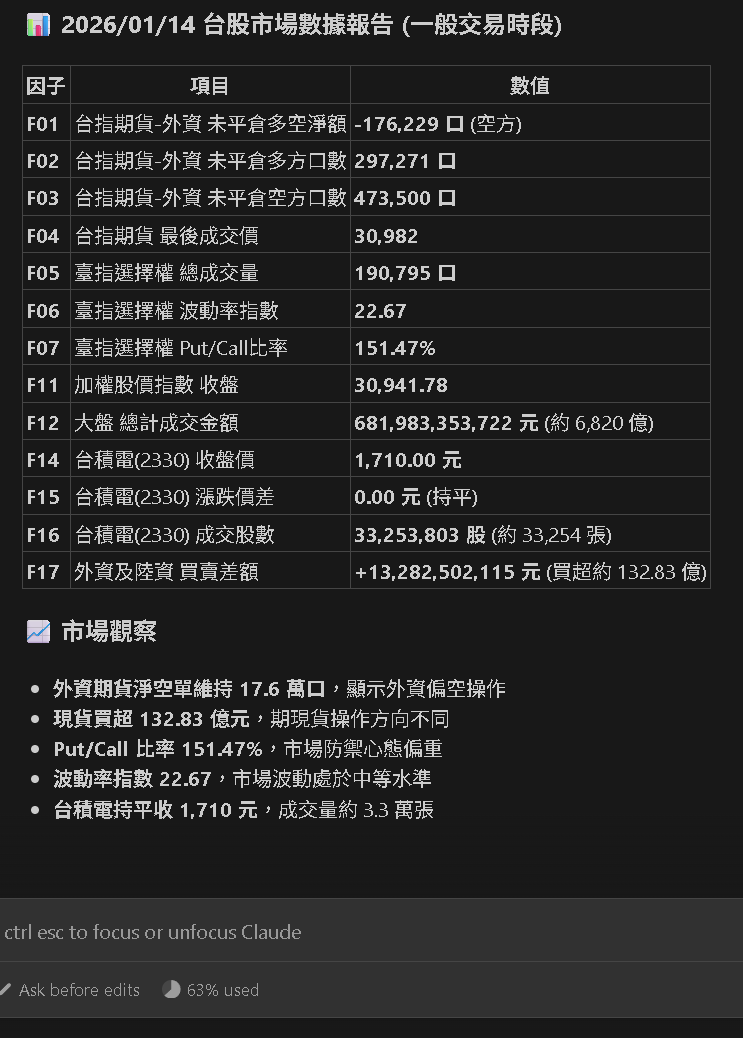 📊 2026/01/14 台股市場數據報告 (一般交易時段)
因子 項目 數值
F01 台指期貨-外資 未平倉多空淨額 -176,229 口 (空方)
F02 台指期貨-外資 未平倉多方口數 297,271 口
F03 台指期貨-外資 未平倉空方口數 473,500 口
F04 台指期貨 最後成交價 30,982
F05 臺指選擇權 總成交量 190,795 口
F06 臺指選擇權 波動率指數 22.67
F07 臺指選擇權 Put/Call比率 151.47%
F11 加權股價指數 收盤 30,941.78
F12 大盤 總計成交金額 681,983,353,722 元 (約 6,820 億)
F14 台積電(2330) 收盤價 1,710.00 元
F15 台積電(2330) 漲跌價差 0.00 元 (持平)
F16 台積電(2330) 成交股數 33,253,803 股 (約 33,254 張)
F17 外資及陸資 買賣差額 +13,282,502,115 元 (買超約 132.83 億)
📈 市場觀察
• 外資期貨淨空單維持 17.6 萬口，顯示外資偏空操作
• 現貨買超 132.83 億元，期現貨操作方向不同
• Put/Call 比率 151.47%，市場防禦心態偏重
• 波動率指數 22.67，市場波動處於中等水準
• 台積電持平收 1,710 元，成交量約 3.3 萬張
ctrl esc to focus or unfocus Claude
Ask before edits 63% used